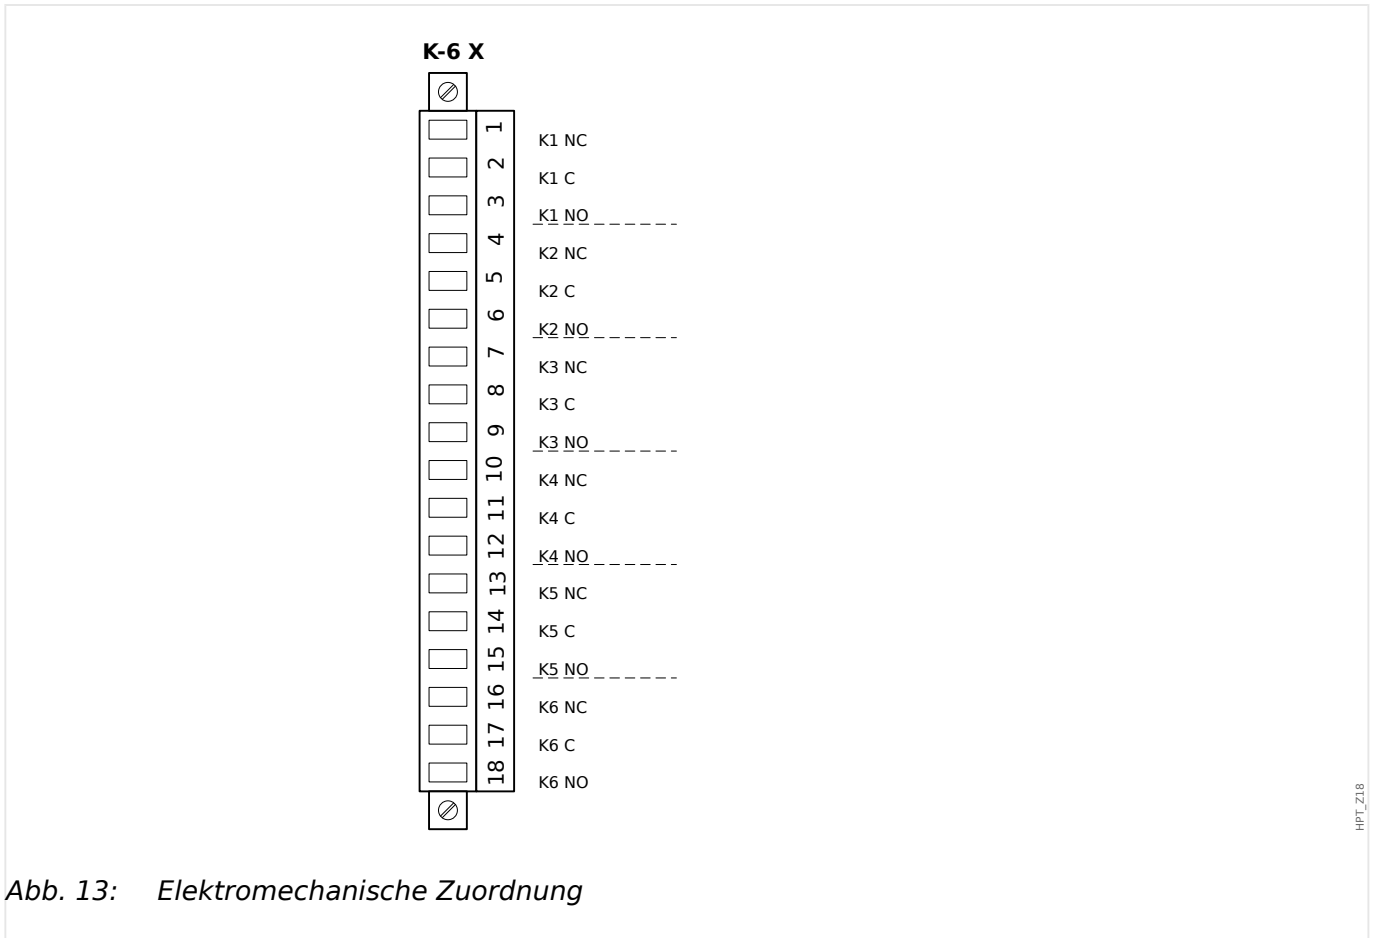 K-6 X
1 K1 NC
2 K1 C
3 K1 NO
4 K2 NC
5 K2 C
6 K2 NO
7 K3 NC
8 K3 C
9 K3 NO
10 K4 NC
11 K4 C
12 K4 NO
13 K5 NC
14 K5 C
15 K5 NO
16 K6 NC
17 K6 C
18 K6 NO
HPT_Z18
Abb. 13: Elektromechanische Zuordnung